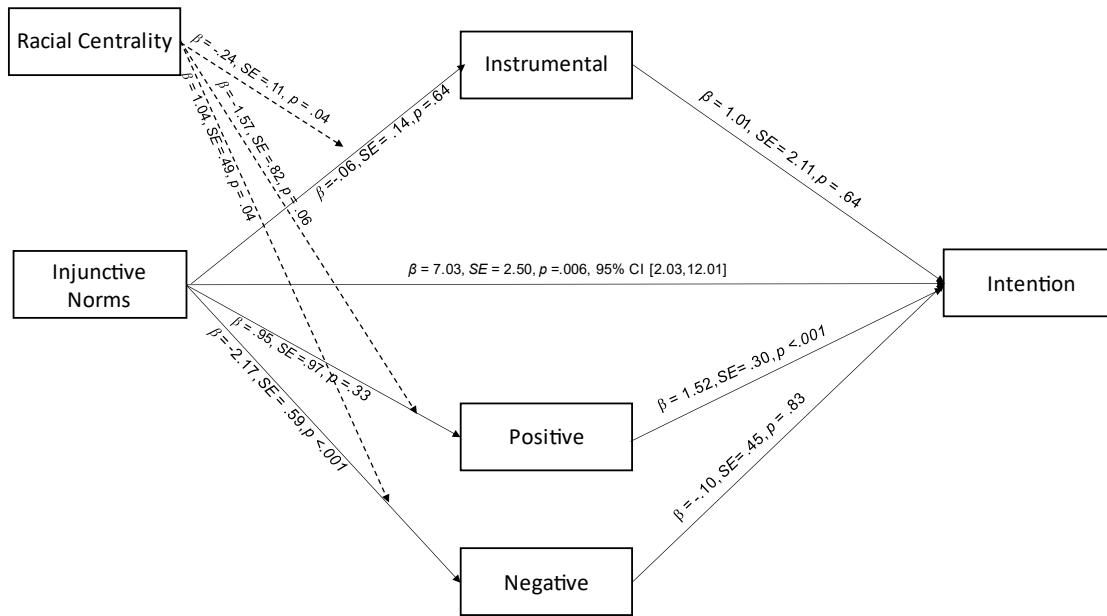 Racial Centrality
β = -.24, SE =.11, p = .04
β = 1.57, SE =.82, p = .06
β = 1.04, SE =.49, p = .04
Instrumental
β =-.06, SE = .14, p =.64
β = 1.01, SE = 2.11, p = .64
Injunctive
Norms
β = 7.03, SE = 2.50, p =.006, 95% CI [2.03,12.01]
Intention
β = .95, SE =.97, p =.33
β = -2.17, SE = .59, p <.001
Positive
β = 1.52, SE= .30, p <.001
β = -.10, SE= .45, p = .83
Negative